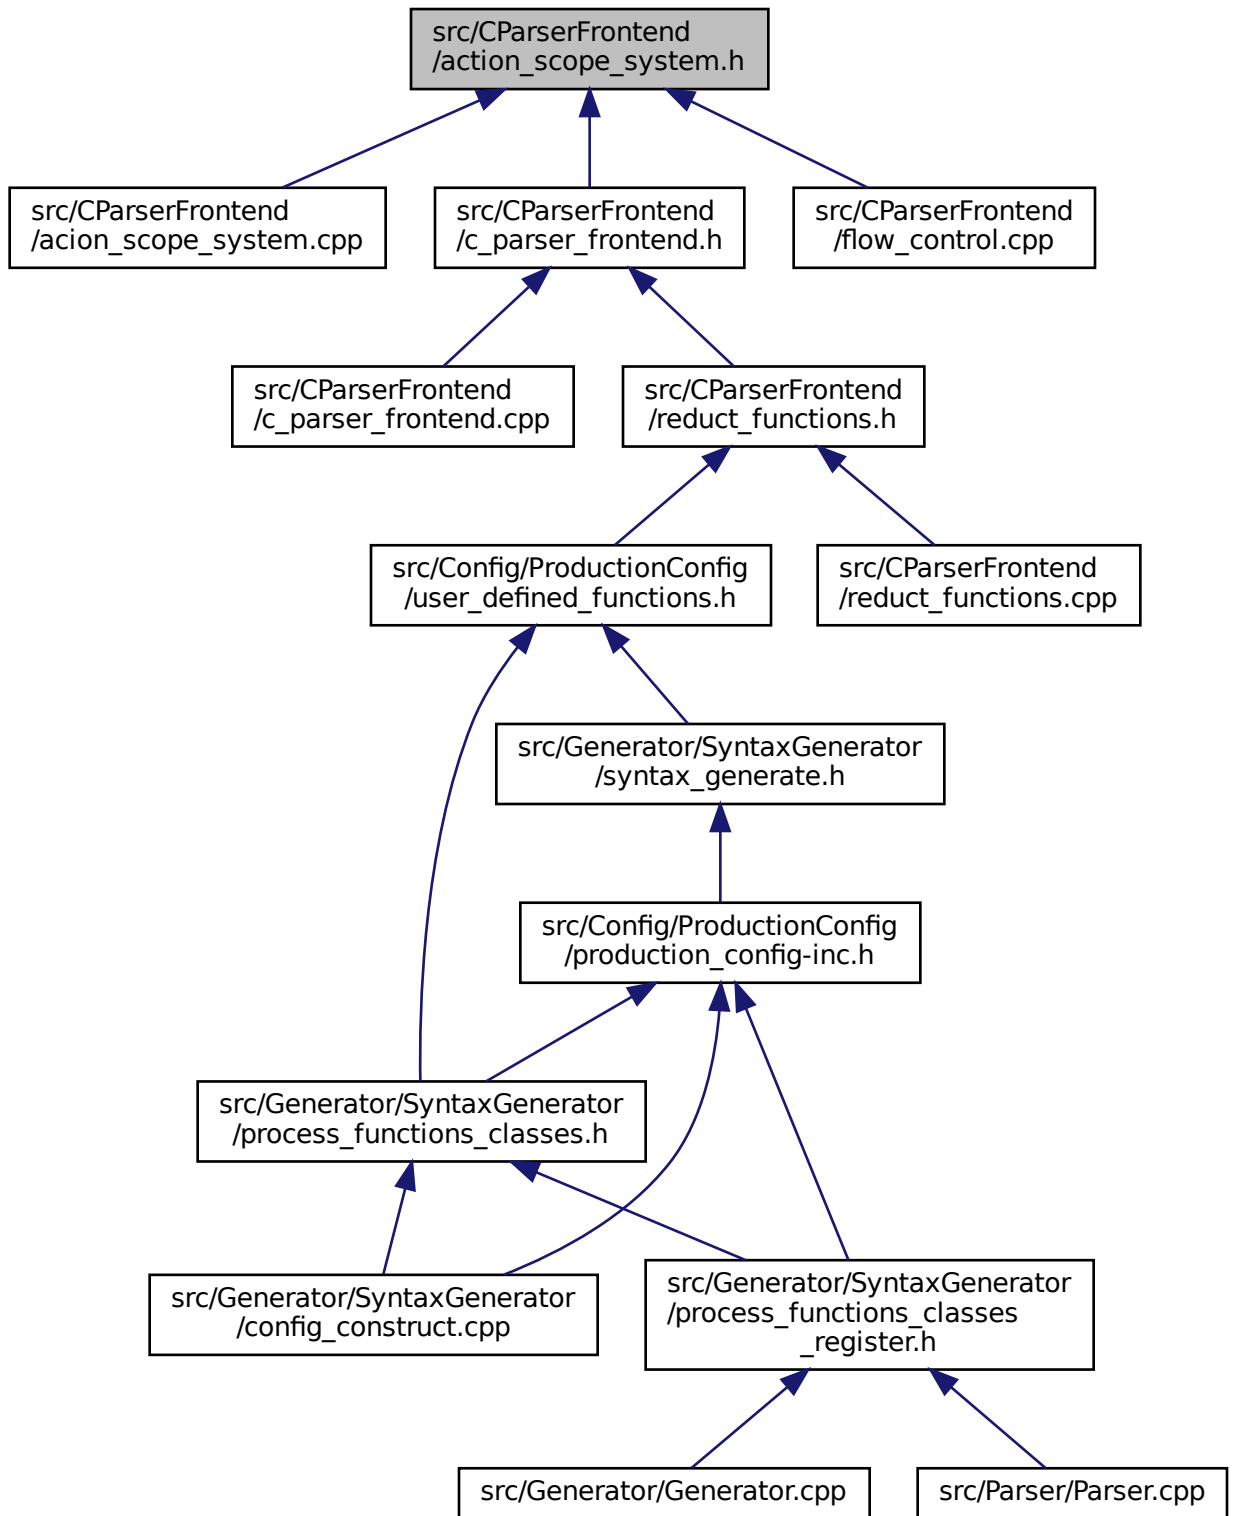 src/CParserFrontend
/action_scope_system.h
src/CParserFrontend
/acion_scope_system.cpp
src/CParserFrontend
/c_parser_frontend.h
src/CParserFrontend
/flow_control.cpp
src/CParserFrontend
/c_parser_frontend.cpp
src/CParserFrontend
/reduct_functions.h
src/Config/ProductionConfig
/user_defined_functions.h
src/CParserFrontend
/reduct_functions.cpp
src/Generator/SyntaxGenerator
/syntax_generate.h
src/Config/ProductionConfig
/production_config-inc.h
src/Generator/SyntaxGenerator
/process_functions_classes.h
src/Generator/SyntaxGenerator
/config_construct.cpp
src/Generator/SyntaxGenerator
/process_functions_classes
_register.h
src/Generator/Generator.cpp
src/Parser/Parser.cpp